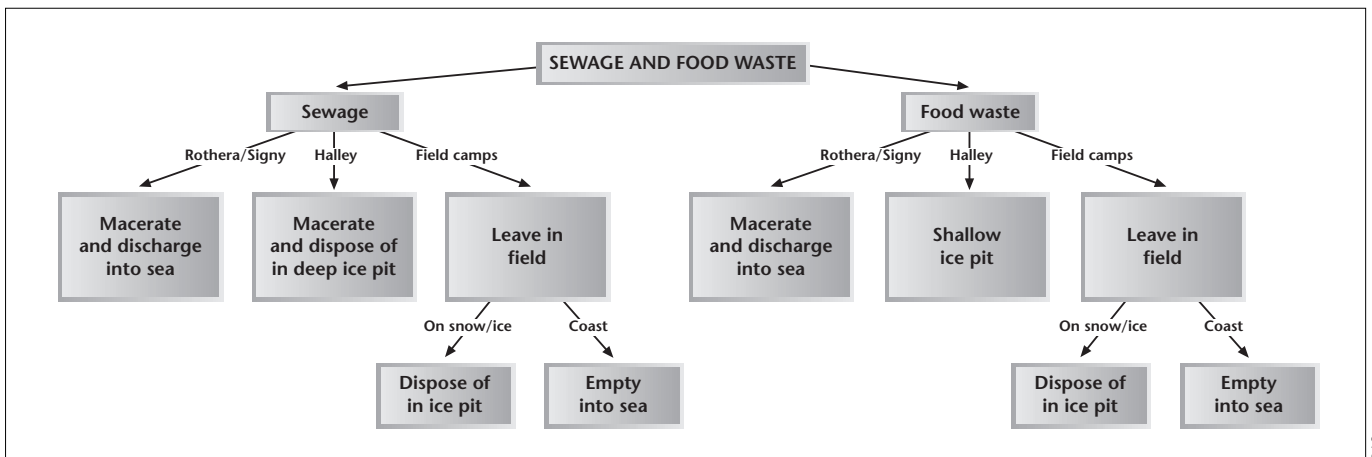 SEWAGE AND FOOD WASTE
Sewage
Food waste
Rothera/Signy
Halley
Field camps
Rothera/Signy
Halley
Field camps
Macerate
and discharge
into sea
Macerate
and dispose of
in deep ice pit
Leave in
field
Macerate
and discharge
into sea
Shallow
ice pit
Leave in
field
On snow/ice
Coast
On snow/ice
Coast
Dispose of
in ice pit
Empty
into sea
Dispose of
in ice pit
Empty
into sea